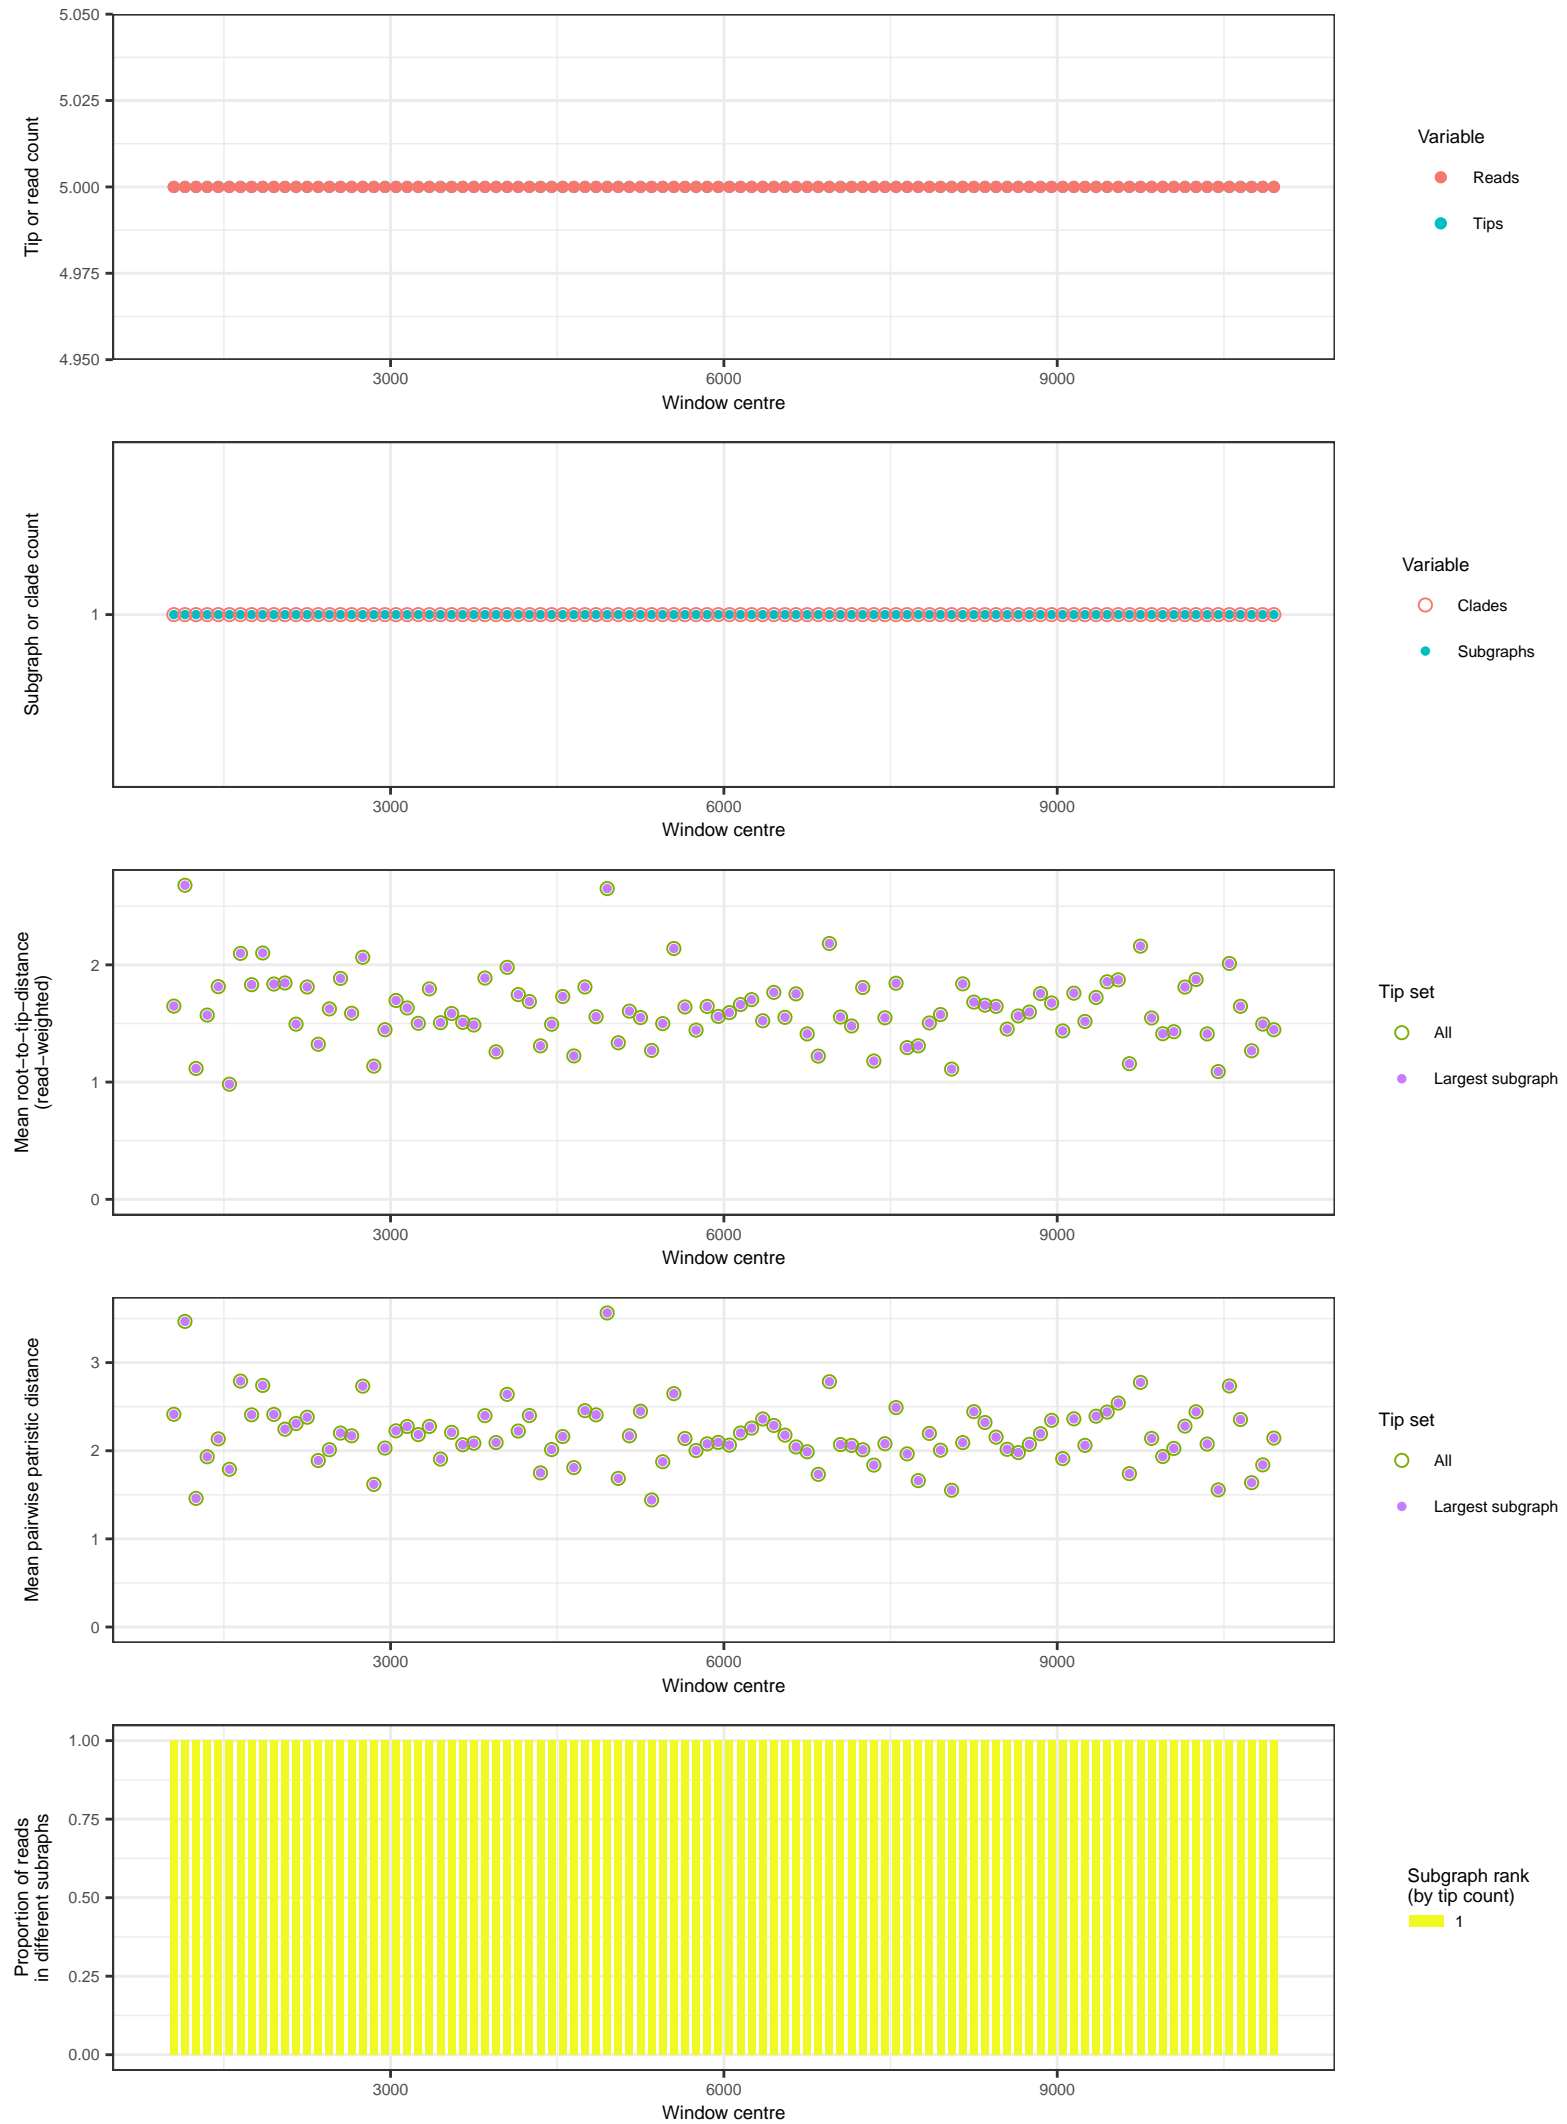 5.050
5.025
5.000
4.975
4.950
Tip or read count
3000 6000 9000
Window centre
Variable
Reads
Tips
1
Subgraph or clade count
3000 6000 9000
Window centre
Variable
Clades
Subgraphs
2
1
0
Mean root−to−tip−distance
(read−weighted)
3000 6000 9000
Window centre
Tip set
All
Largest subgraph
3
2
1
0
Mean pairwise patristic distance
3000 6000 9000
Window centre
Tip set
All
Largest subgraph
1.00
0.75
0.50
0.25
0.00
Proportion of reads
in different subraphs
3000 6000 9000
Window centre
Subgraph rank
(by tip count)
1